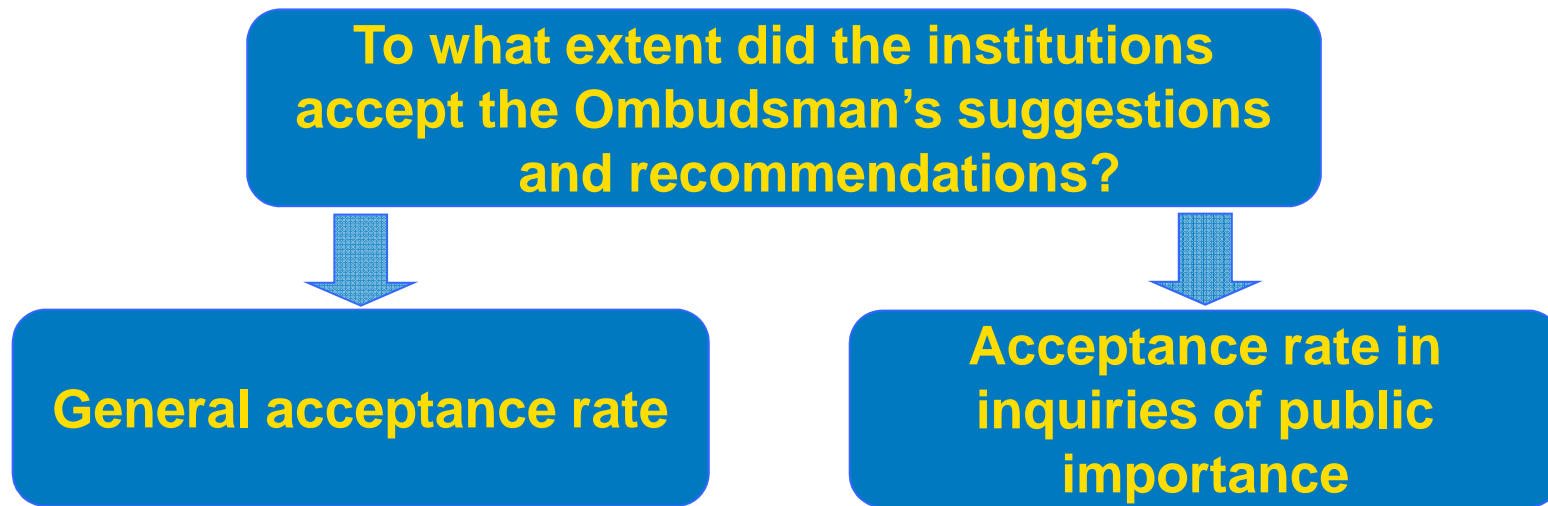 To what extent did the institutions
accept the Ombudsman’s suggestions
and recommendations?
General acceptance rate
Acceptance rate in
inquiries of public
importance